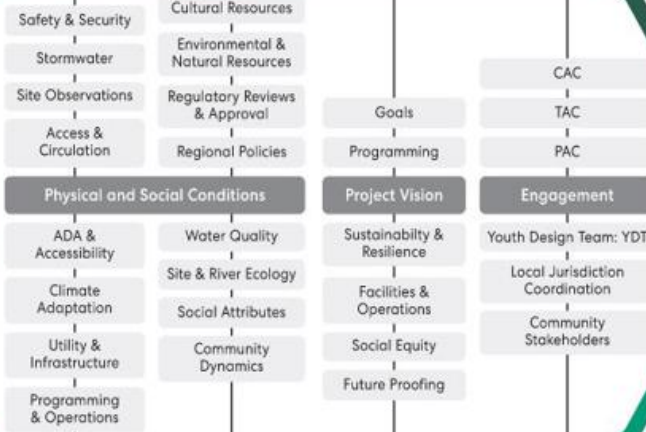 Safety & Security
Stormwater
Site Observations
Access &
Circulation
Cultural Resources
Environmental &
Natural Resources
Regulatory Reviews
& Approval
Regional Policies
Goals
Programming
CAC
TAC
PAC
Physical and Social Conditions
Project Vision
Engagement
ADA &
Accessibility
Climate
Adaptation
Utility &
Infrastructure
Programming
& Operations
Water Quality
Site & River Ecology
Social Attributes
Community
Dynamics
Sustainabilty &
Resilience
Facilities &
Operations
Social Equity
Future Proofing
Youth Design Team: YDT
Local Jurisdiction
Coordination
Community
Stakeholders